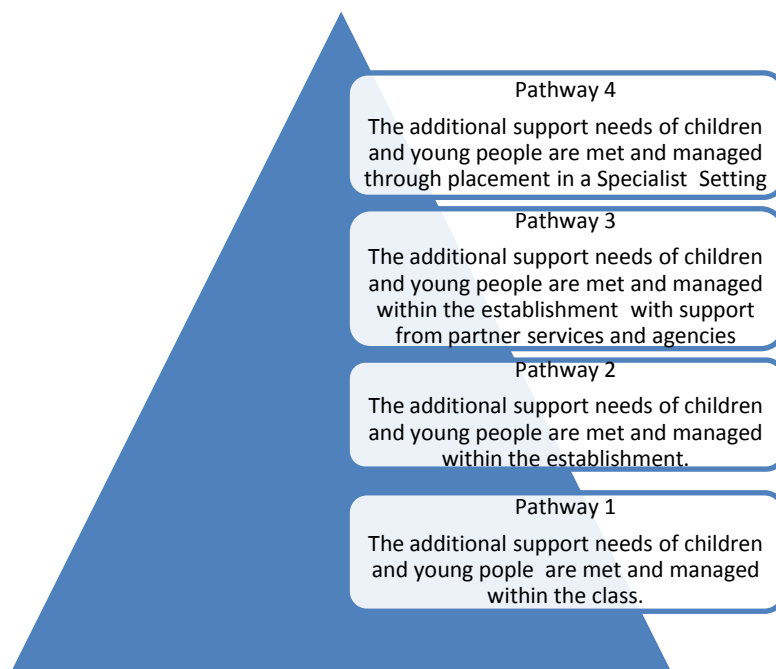 Pathway 4
The additional support needs of children
and young people are met and managed
through placement in a Specialist Setting
Pathway 3
The additional support needs of children
and young people are met and managed
within the establishment with support
from partner services and agencies
Pathway 2
The additional support needs of children
and young people are met and managed
within the establishment.
Pathway 1
The additional support needs of children
and young pople are met and managed
within the class.